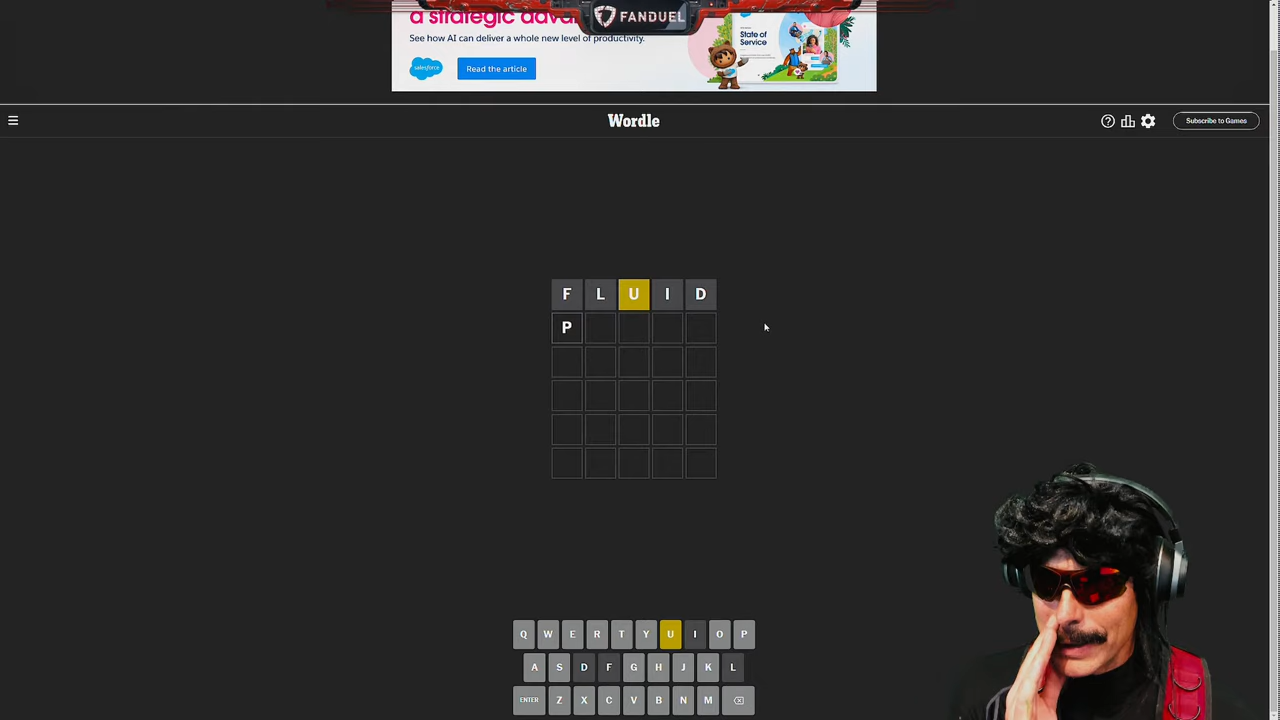 a strategic adva
FANDUEL
See how AI can deliver a whole new level of productivity.
State of
Service
salesforce
Read the article
Wordle
Subscribe to Games
F L U I D
P
Q W E R T Y U I O P
A S D F G H J K L
ENTER Z X C V B N M